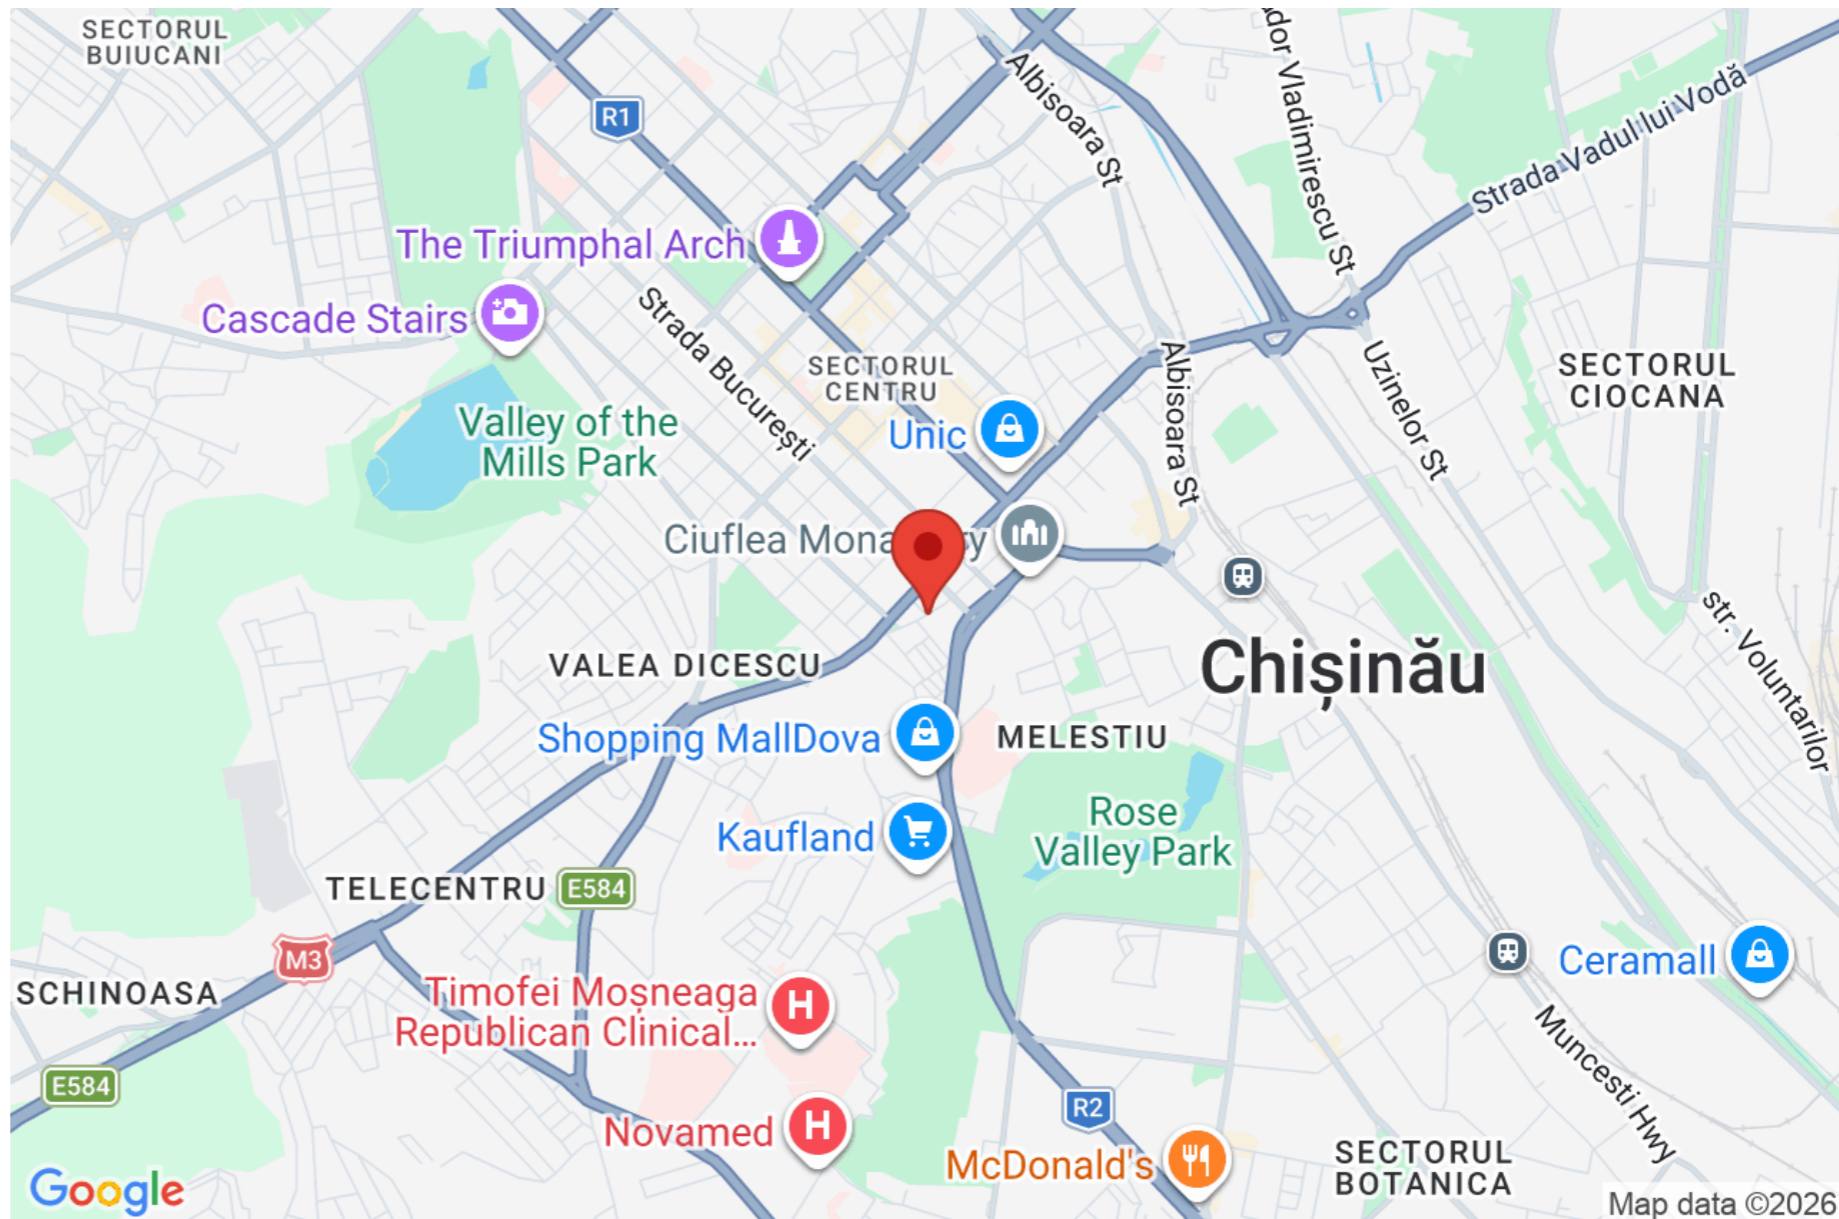 SECTORUL
BUIUCANI
R1
Albisoara St
dor Vladimirescu St
Strada Vadul lui Vodă
The Triumphal Arch
Cascade Stairs
Strada București
SECTORUL
CENTRU
Albisoara St
Uzinelor St
SECTORUL
CIOCANA
Valley of the
Mills Park
Unic
Ciuflea Mona y
Chișinău
str. Voluntarilor
VALEA DICESCU
Shopping MallDova
MELESTIU
Rose
Valley Park
Kaufland
TELECENTRU
E584
M3
SCHINOASA
Timofei Moșneaga
Republican Clinical...
H
Ceramall
Muncesti Hwy
E584
R2
Novamed
H
McDonald's
SECTORUL
BOTANICA
Google
Map data ©2026